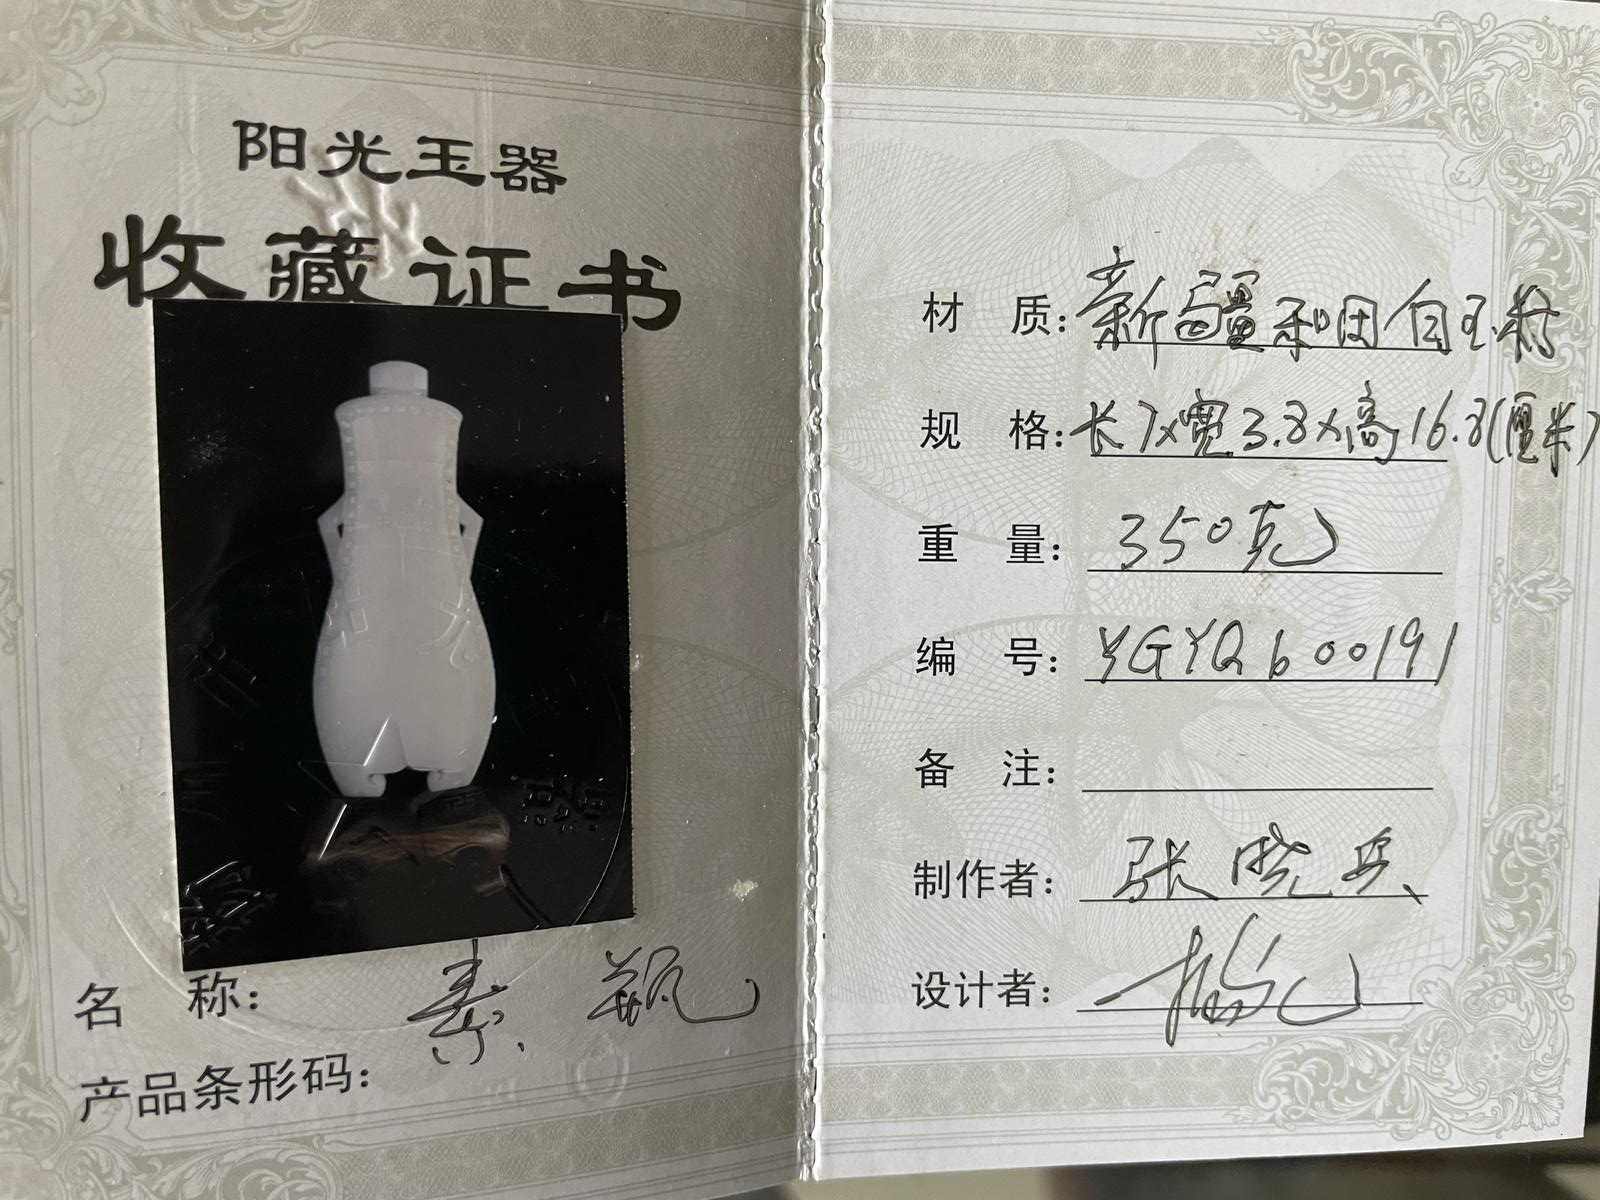 阳光玉器
收藏证书
名 称: 素 瓶
产品条形码:
材 质: 新疆和田白玉籽
规 格: 长7x宽3.8x高16.8(厘米)
重 量: 350克
编 号: YGYQ600191
备 注:
制作者: 张晓兵
设计者: 杨